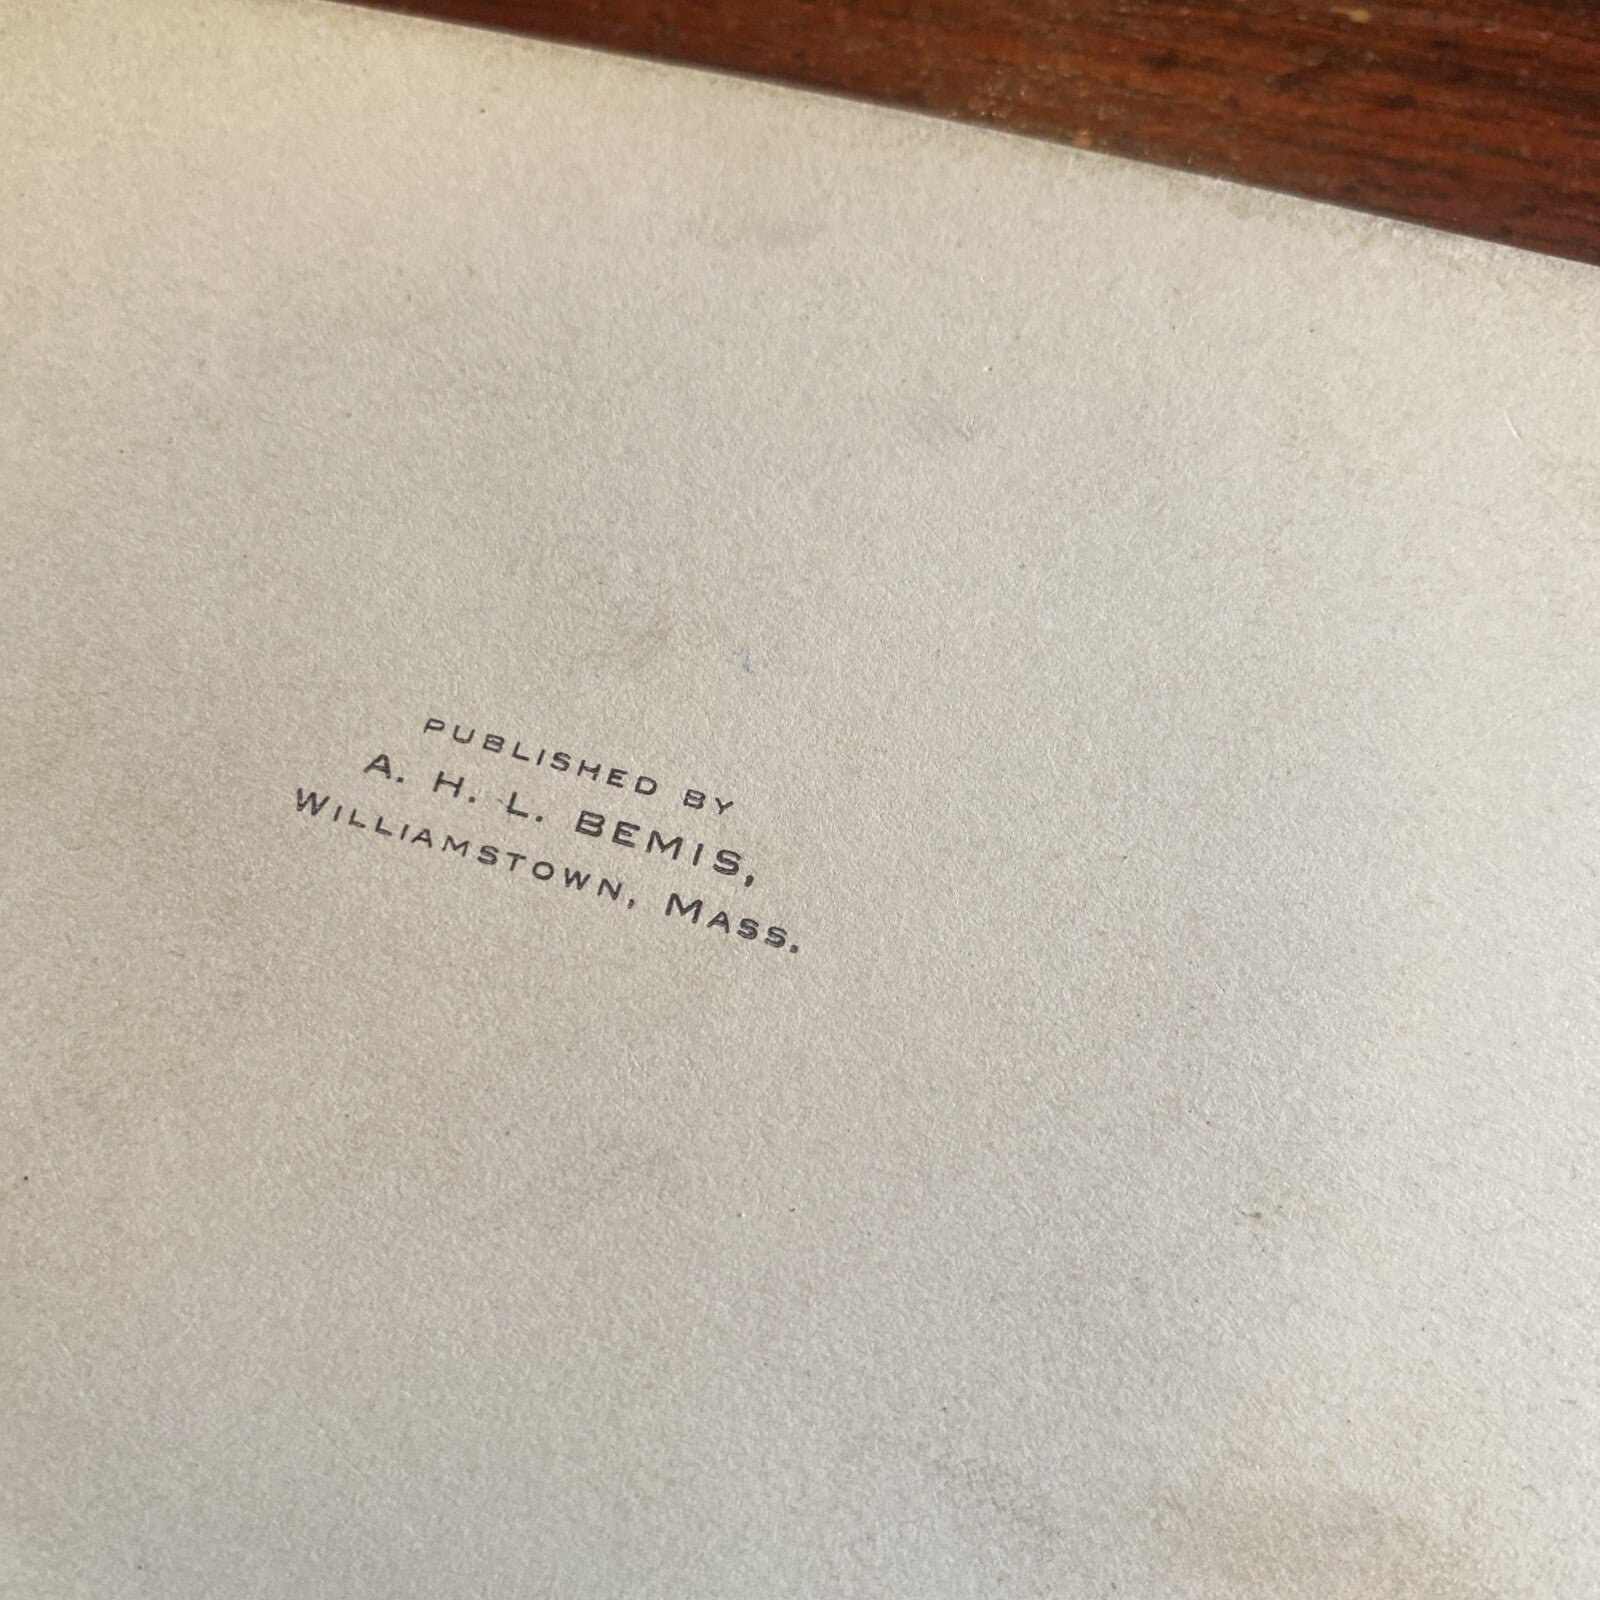 PUBLISHED BY
A. H. L. BEMIS,
WILLIAMSTOWN, MASS.